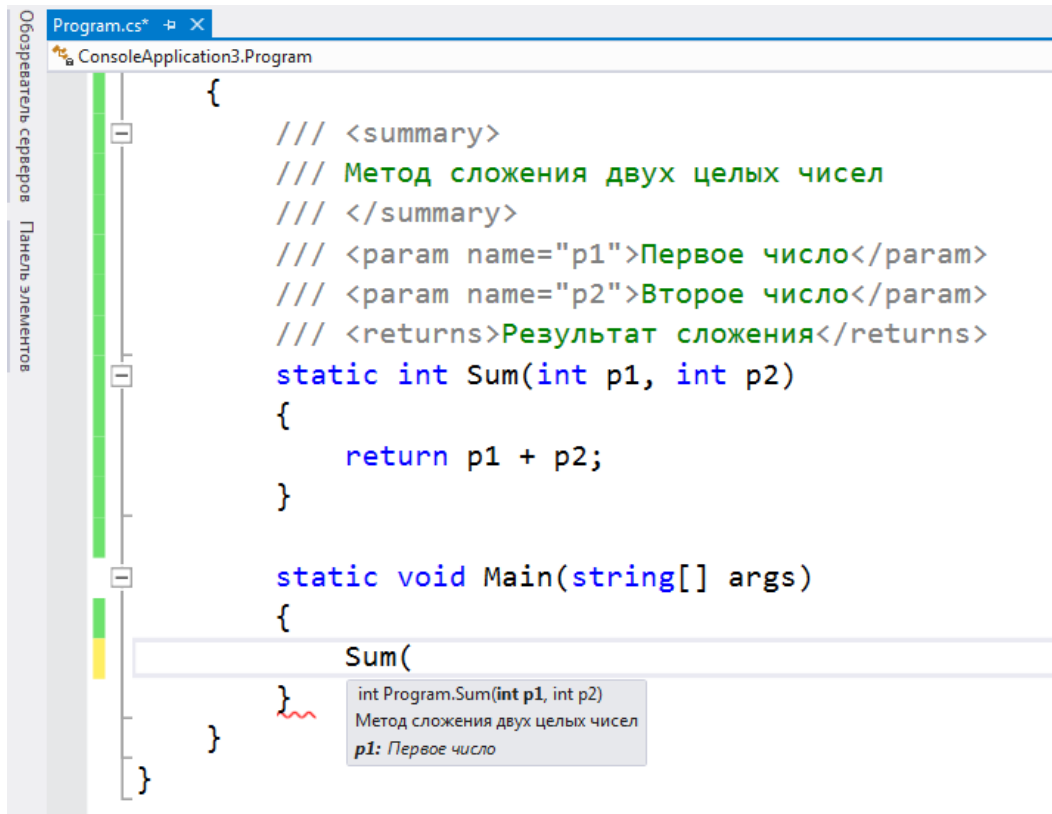 Обозреватель серверов
Панель элементов
Program.cs*
ConsoleApplication3.Program
{
/// <summary>
/// Метод сложения двух целых чисел
/// </summary>
/// <param name="p1">Первое число</param>
/// <param name="p2">Второе число</param>
/// <returns>Результат сложения</returns>
static int Sum(int p1, int p2)
{
return p1 + p2;
}
static void Main(string[] args)
{
Sum(
}
int Program.Sum(int p1, int p2)
Метод сложения двух целых чисел
p1: Первое число
}
}